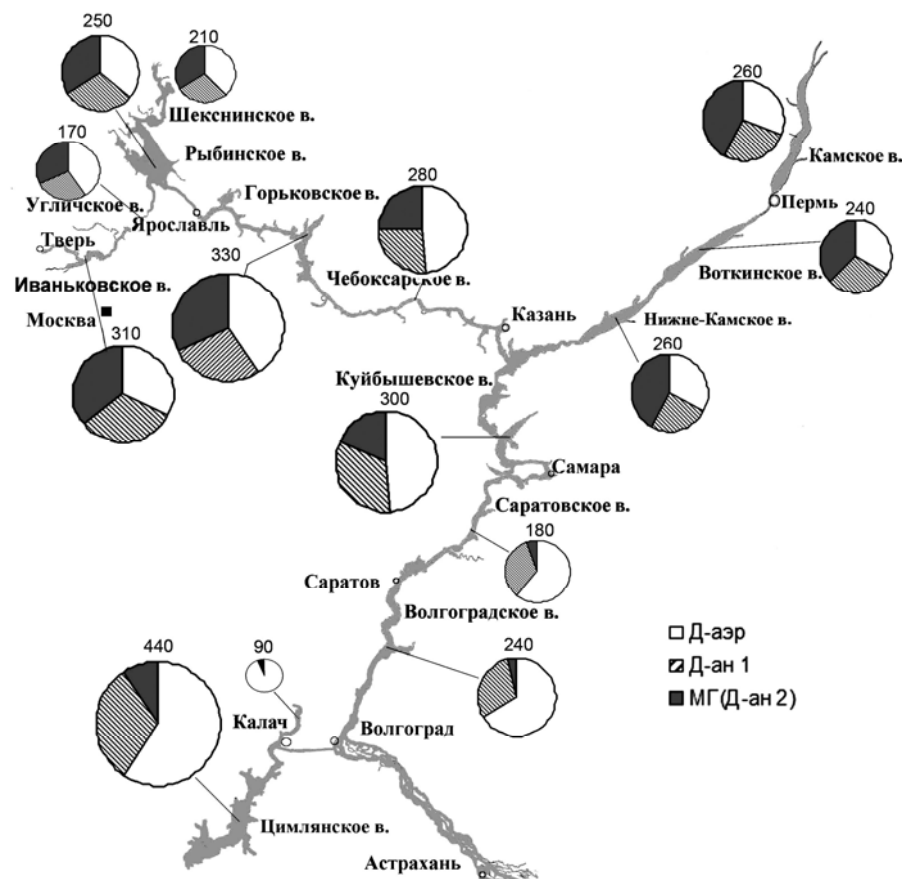 250
210
Шекснинское в.
260
170
Рыбинское в.
Камское в.
Горьковское в.
280
Угличское в.
Пермь
Ярославль
240
Тверь
330
Воткинское в.
Иваньковское в.
Чебоксарское в.
Москва
Казань
Нижне-Камское в.
310
260
Куйбышевское в.
300
Самара
Саратовское в.
180
Саратов
Волгоградское в.
Д-аэр
440
90
240
Д-ан 1
МГ(Д-ан 2)
Калач
Волгоград
Цимлянское в.
Астрахань